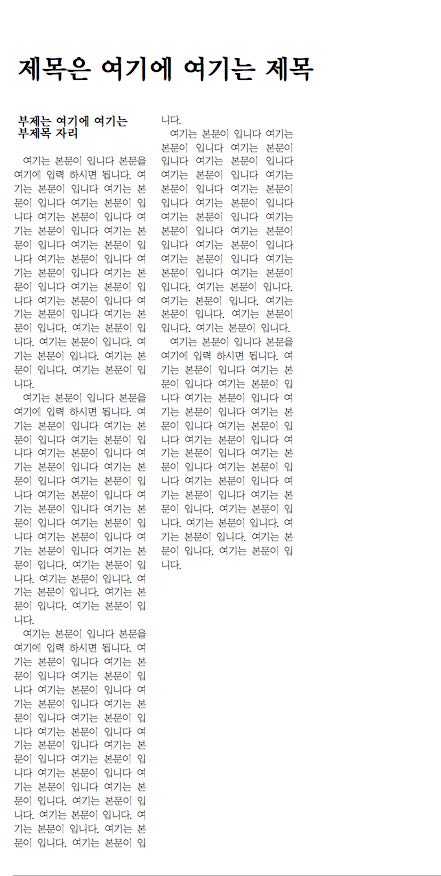 제목은 여기에 여기는 제목
부제는 여기에 여기는
부제목 자리
여기는 본문이 입니다 본문을
여기에 입력 하시면 됩니다. 여
기는 본문이 입니다 여기는 본
문이 입니다 여기는 본문이 입
니다 여기는 본문이 입니다 여
기는 본문이 입니다 여기는 본
문이 입니다 여기는 본문이 입
니다 여기는 본문이 입니다 여
기는 본문이 입니다 여기는 본
문이 입니다 여기는 본문이 입
니다 여기는 본문이 입니다 여
기는 본문이 입니다 여기는 본
문이 입니다. 여기는 본문이 입
니다. 여기는 본문이 입니다. 여
기는 본문이 입니다. 여기는 본
문이 입니다. 여기는 본문이 입
니다.
여기는 본문이 입니다 본문을
여기에 입력 하시면 됩니다. 여
기는 본문이 입니다 여기는 본
문이 입니다 여기는 본문이 입
니다 여기는 본문이 입니다 여
기는 본문이 입니다 여기는 본
문이 입니다 여기는 본문이 입
니다 여기는 본문이 입니다 여
기는 본문이 입니다 여기는 본
문이 입니다 여기는 본문이 입
니다 여기는 본문이 입니다 여
기는 본문이 입니다 여기는 본
문이 입니다. 여기는 본문이 입
니다. 여기는 본문이 입니다. 여
기는 본문이 입니다. 여기는 본
문이 입니다. 여기는 본문이 입
니다.
여기는 본문이 입니다 본문을
여기에 입력 하시면 됩니다. 여
기는 본문이 입니다 여기는 본
문이 입니다 여기는 본문이 입
니다 여기는 본문이 입니다 여
기는 본문이 입니다 여기는 본
문이 입니다 여기는 본문이 입
니다 여기는 본문이 입니다 여
기는 본문이 입니다 여기는 본
문이 입니다 여기는 본문이 입
니다 여기는 본문이 입니다 여
기는 본문이 입니다 여기는 본
문이 입니다. 여기는 본문이 입
니다. 여기는 본문이 입니다. 여
기는 본문이 입니다. 여기는 본
문이 입니다. 여기는 본문이 입
니다.
여기는 본문이 입니다 여기는
본문이 입니다 여기는 본문이
입니다 여기는 본문이 입니다
여기는 본문이 입니다 여기는
본문이 입니다 여기는 본문이
입니다 여기는 본문이 입니다
여기는 본문이 입니다 여기는
본문이 입니다 여기는 본문이
입니다 여기는 본문이 입니다
여기는 본문이 입니다 여기는
본문이 입니다 여기는 본문이
입니다. 여기는 본문이 입니다.
여기는 본문이 입니다. 여기는
본문이 입니다. 여기는 본문이
입니다. 여기는 본문이 입니다.
여기는 본문이 입니다 본문을
여기에 입력 하시면 됩니다. 여
기는 본문이 입니다 여기는 본
문이 입니다 여기는 본문이 입
니다 여기는 본문이 입니다 여
기는 본문이 입니다 여기는 본
문이 입니다 여기는 본문이 입
니다 여기는 본문이 입니다 여
기는 본문이 입니다 여기는 본
문이 입니다 여기는 본문이 입
니다 여기는 본문이 입니다 여
기는 본문이 입니다 여기는 본
문이 입니다. 여기는 본문이 입
니다. 여기는 본문이 입니다. 여
기는 본문이 입니다. 여기는 본
문이 입니다. 여기는 본문이 입
니다.